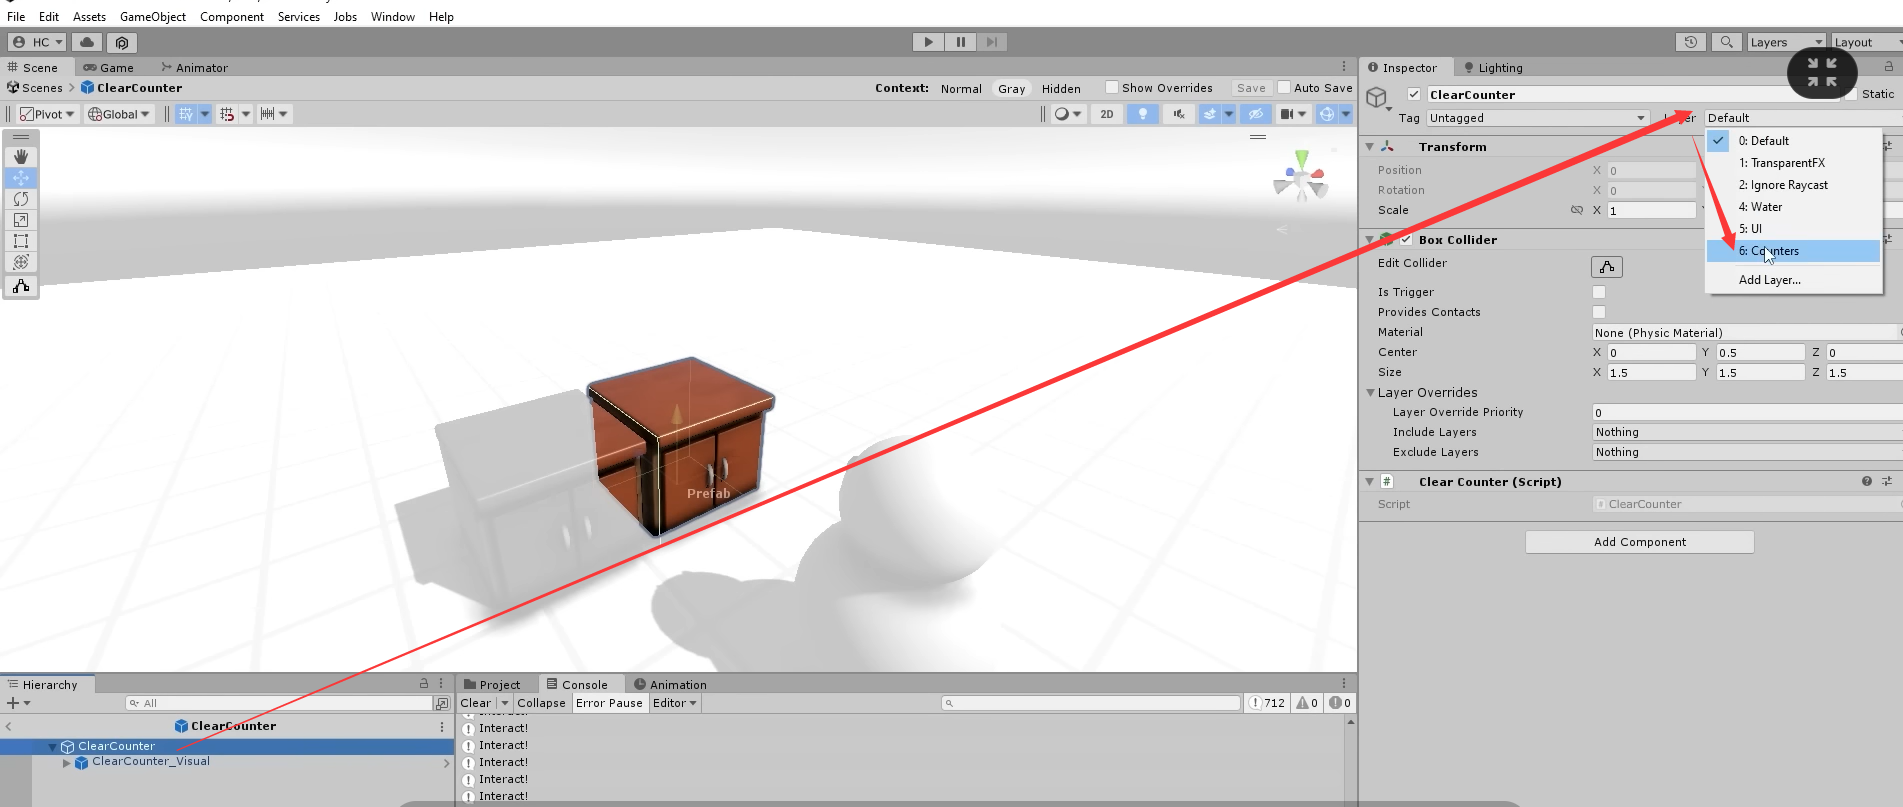 File Edit Assets GameObject Component Services Jobs Window Help
HC Layers Layout
Scene Game Animator Inspector Lighting
Scenes ClearCounter Context: Normal Gray Hidden Show Overrides Save Auto Save
ClearCounter Static
Pivot Global 2D
Tag Untagged Default
0: Default
1: TransparentFX
2: Ignore Raycast
4: Water
5: UI
6: Counters
Add Layer...
Transform
Position X 0
Rotation X 0
Scale X 1
Box Collider
Edit Collider
Is Trigger
Provides Contacts
Material None (Physic Material)
Center X 0 Y 0.5 Z 0
Size X 1.5 Y 1.5 Z 1.5
Layer Overrides
Layer Override Priority 0
Include Layers Nothing
Exclude Layers Nothing
Clear Counter (Script)
Script ClearCounter
Add Component
Prefab
Hierarchy
All
ClearCounter
ClearCounter
ClearCounter_Visual
Project Console Animation
Clear Collapse Error Pause Editor 712 0 0
Interact!
Interact!
Interact!
Interact!
Interact!